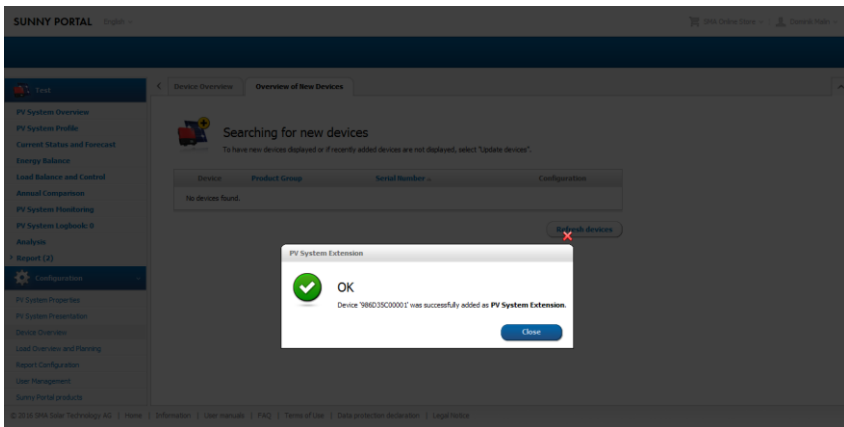 SUNNY PORTAL English
SMA Online Store
Test
Device Overview
Overview of New Devices
PV System Overview
PV System Profile
Current Status and Forecast
Energy Balance
Load Balance and Control
Annual Comparison
PV System Monitoring
PV System Logbook: 0
Analysis
Report (2)
Configuration
PV System Properties
PV System Presentation
Device Overview
Load Overview and Planning
Report Configuration
User Management
Sunny Portal products
Searching for new devices
To have new devices displayed or if recently added devices are not displayed, select "Update devices".
Device Product Group Serial Number Configuration
No devices found.
Refresh devices
PV System Extension
OK
Device '986D35C00001' was successfully added as PV System Extension.
Close
© 2016 SMA Solar Technology AG | Home | Information | User manuals | FAQ | Terms of Use | Data protection declaration | Legal Notice